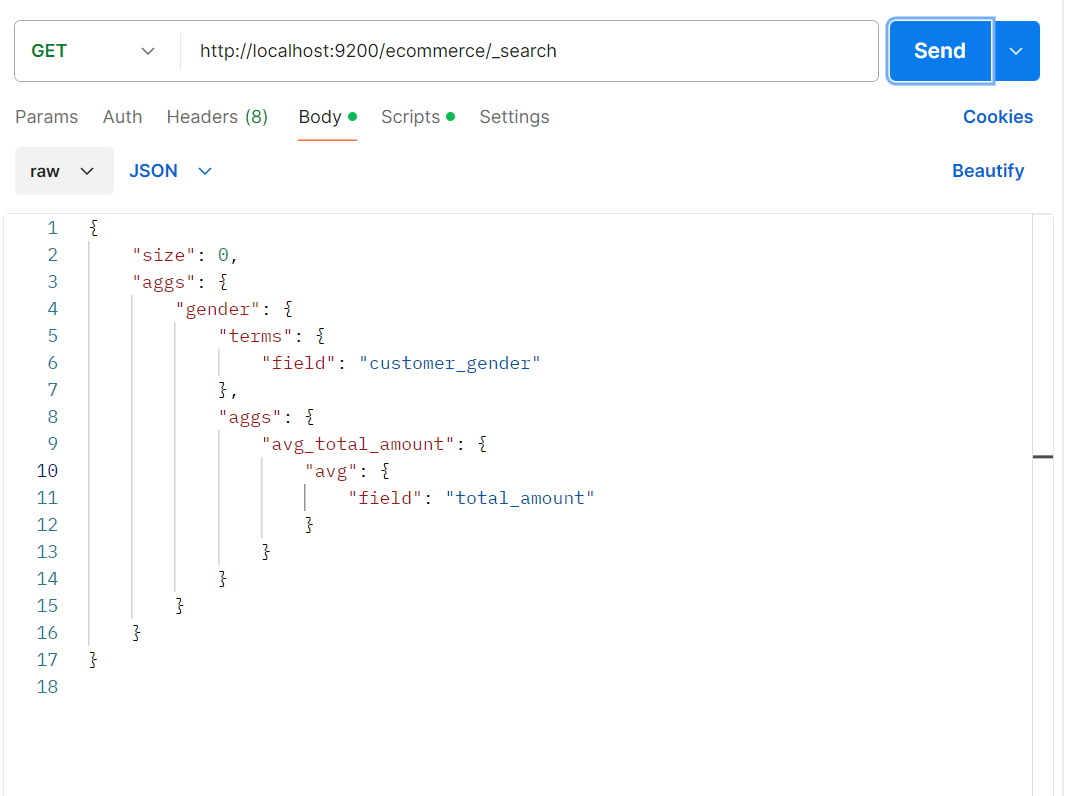 GET http://localhost:9200/ecommerce/_search Send
Params Auth Headers (8) Body Scripts Settings Cookies
raw JSON Beautify
1 {
2     "size": 0,
3     "aggs": {
4         "gender": {
5             "terms": {
6                 "field": "customer_gender"
7             },
8             "aggs": {
9                 "avg_total_amount": {
10                     "avg": {
11                         "field": "total_amount"
12                     }
13                 }
14             }
15         }
16     }
17 }
18